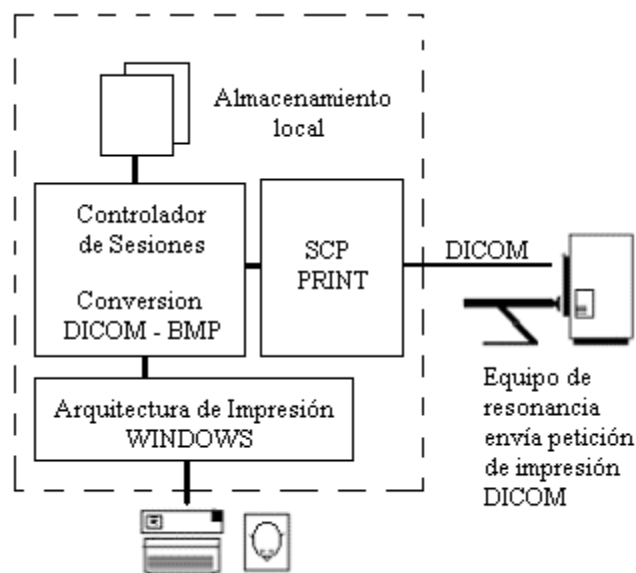 Almacenamiento
local
Controlador
de Sesiones
Conversion
DICOM - BMP
SCP
PRINT
DICOM
Arquitectura de Impresión
WINDOWS
Equipo de
resonancia
envía petición
de impresión
DICOM